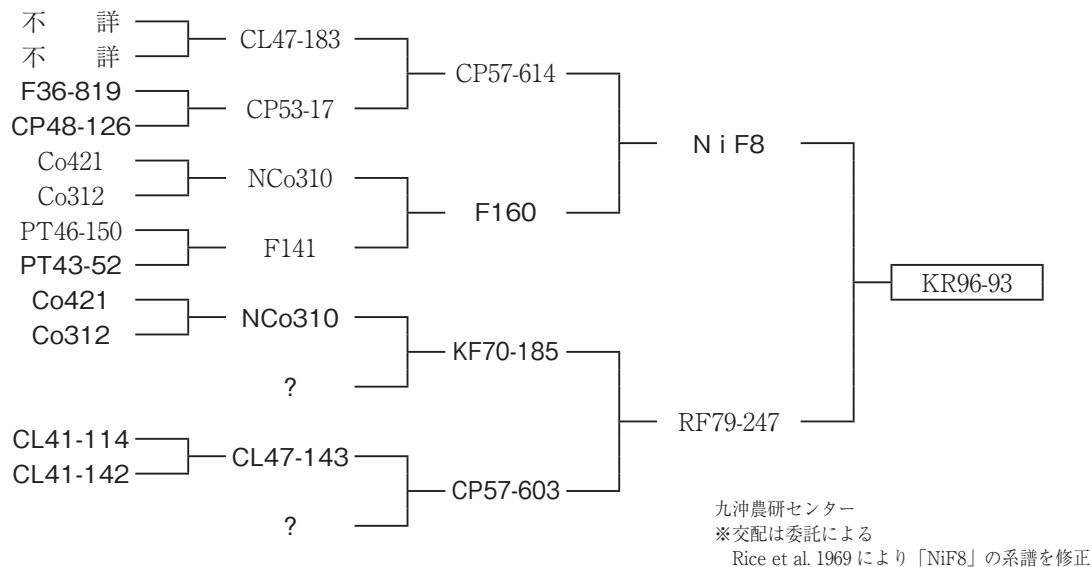 不　詳
不　詳
CL47-183
F36-819
CP48-126
CP53-17
CP57-614
Co421
Co312
NCo310
PT46-150
PT43-52
F141
F160
NiF8
Co421
Co312
NCo310
?
KF70-185
CL41-114
CL41-142
CL47-143
?
CP57-603
RF79-247
KR96-93
九沖農研センター
※交配は委託による
Rice et al. 1969 により「NiF8」の系譜を修正